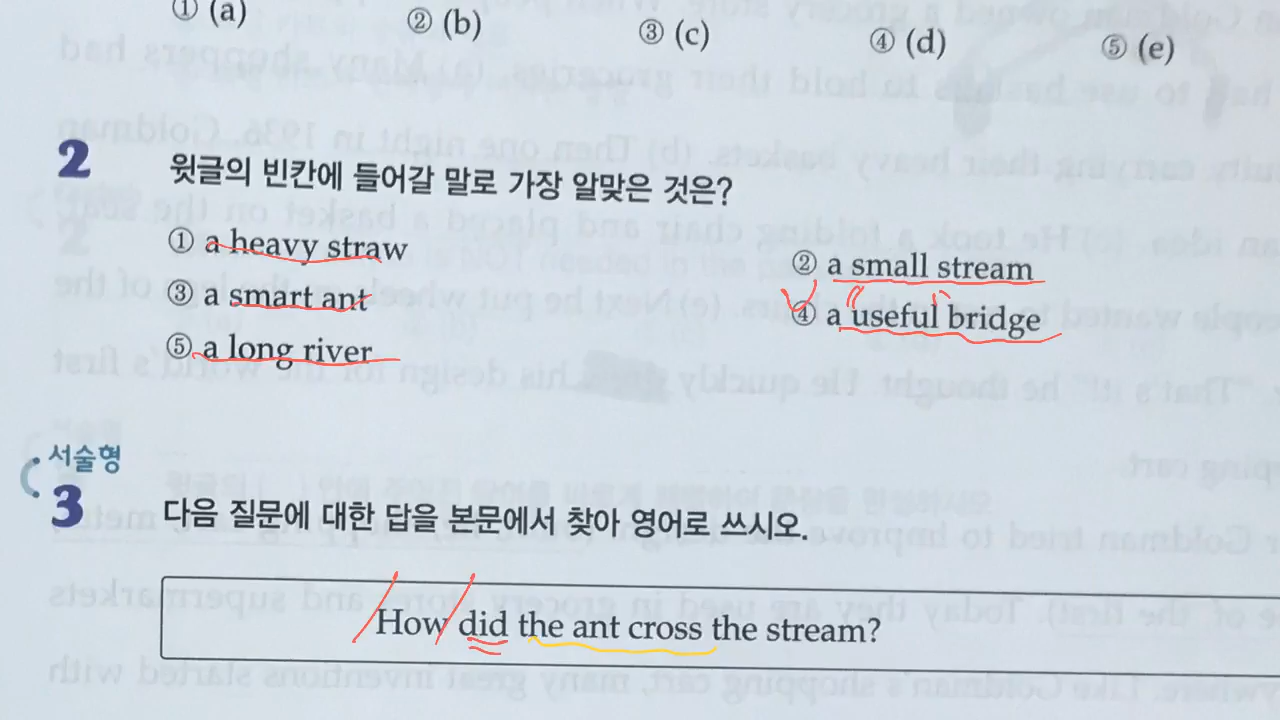 ① (a) ② (b) ③ (c) ④ (d) ⑤ (e)
2 윗글의 빈칸에 들어갈 말로 가장 알맞은 것은?
① a heavy straw ② a small stream
③ a smart ant ④ a useful bridge
⑤ a long river
서술형
3 다음 질문에 대한 답을 본문에서 찾아 영어로 쓰시오.
How did the ant cross the stream?